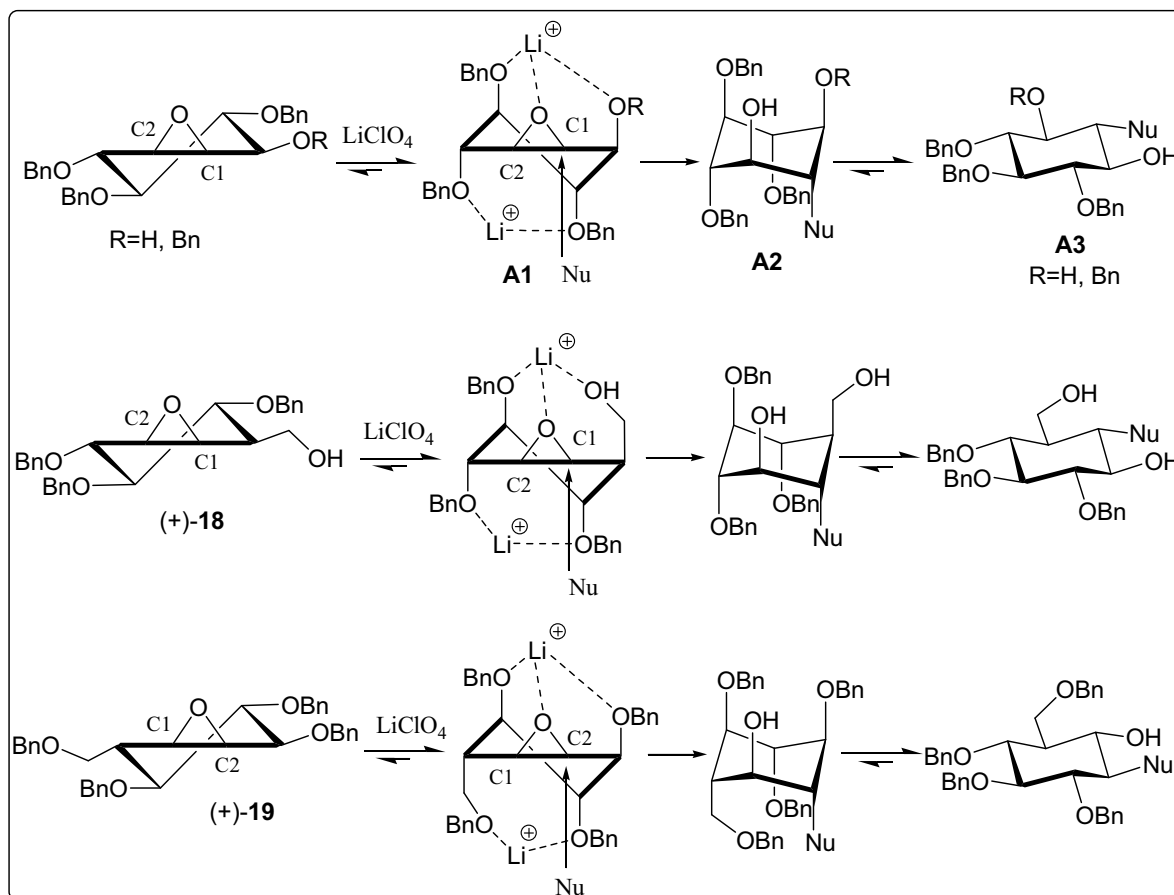 OBn
O
C2
C1
OR
BnO
BnO
R=H, Bn
LiClO4
Li⊕
BnO
OR
O
C1
C2
BnO
Li⊕
OBn
A1
Nu
OBn
OR
OH
OBn
OBn
Nu
A2
RO
Nu
BnO
OH
BnO
OBn
A3
R=H, Bn
O
OBn
C2
C1
OH
BnO
BnO
(+)-18
LiClO4
Li⊕
BnO
OH
O
C1
C2
BnO
Li⊕
OBn
Nu
OBn
OH
OH
OBn
OBn
Nu
OH
Nu
BnO
OH
BnO
OBn
O
OBn
C1
BnO
OBn
C2
BnO
(+)-19
LiClO4
Li⊕
BnO
OBn
O
C2
C1
BnO
Li⊕
OBn
Nu
OBn
OBn
OH
OBn
OBn
Nu
OBn
BnO
OH
BnO
Nu
OBn